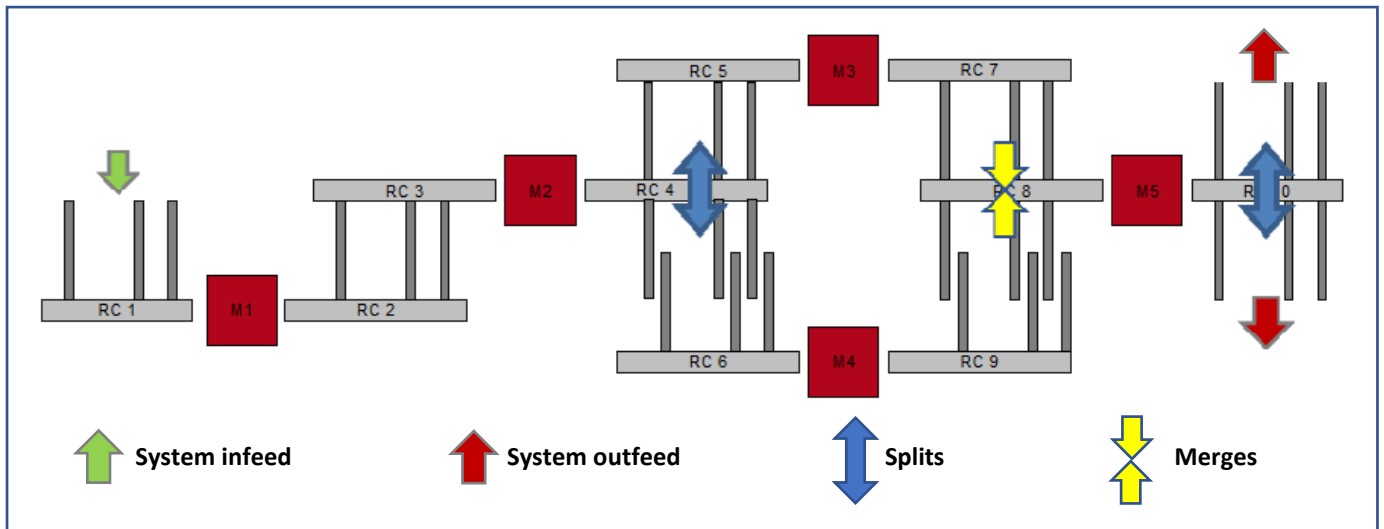 RC 5
M3
RC 7
RC 3
M2
RC 4
RC 8
M5
RC 1
M1
RC 2
RC 6
M4
RC 9
System infeed
System outfeed
Splits
Merges